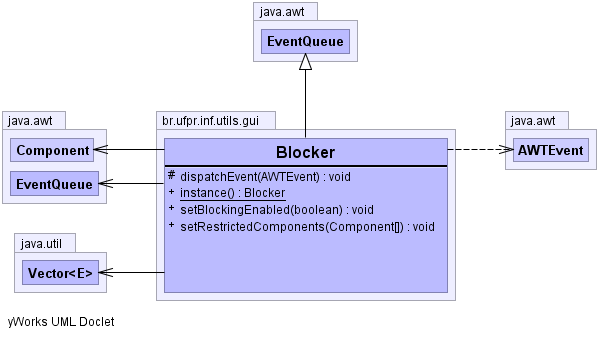 java.awt
EventQueue
java.awt
Component
EventQueue
br.ufpr.inf.utils.gui
Blocker
# dispatchEvent(AWTEvent) : void
+ instance() : Blocker
+ setBlockingEnabled(boolean) : void
+ setRestrictedComponents(Component[]) : void
java.awt
AWTEvent
java.util
Vector<E>
yWorks UML Doclet